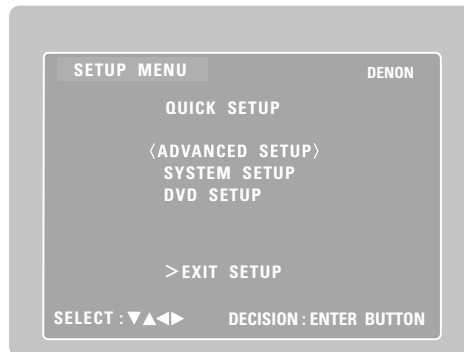 SETUP MENU DENON
QUICK SETUP
〈ADVANCED SETUP〉
SYSTEM SETUP
DVD SETUP
>EXIT SETUP
SELECT : ▼▲◀▶ DECISION : ENTER BUTTON